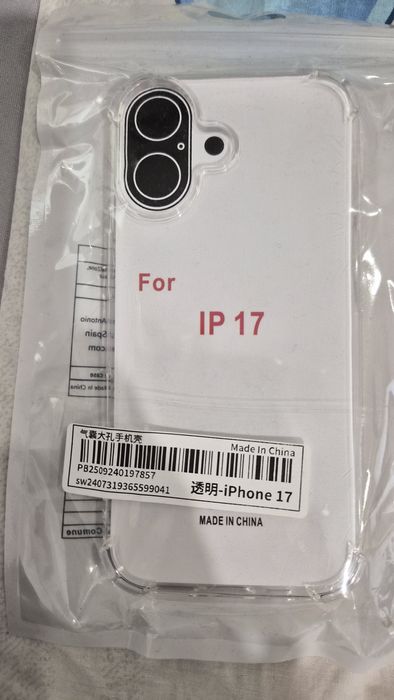 For
IP 17
气囊大孔手机壳
Made In China
PB2509240197857
sw2407319365599041
透明-iPhone 17
MADE IN CHINA
Antonio
Spain
.com
Case
Made in China
Comune